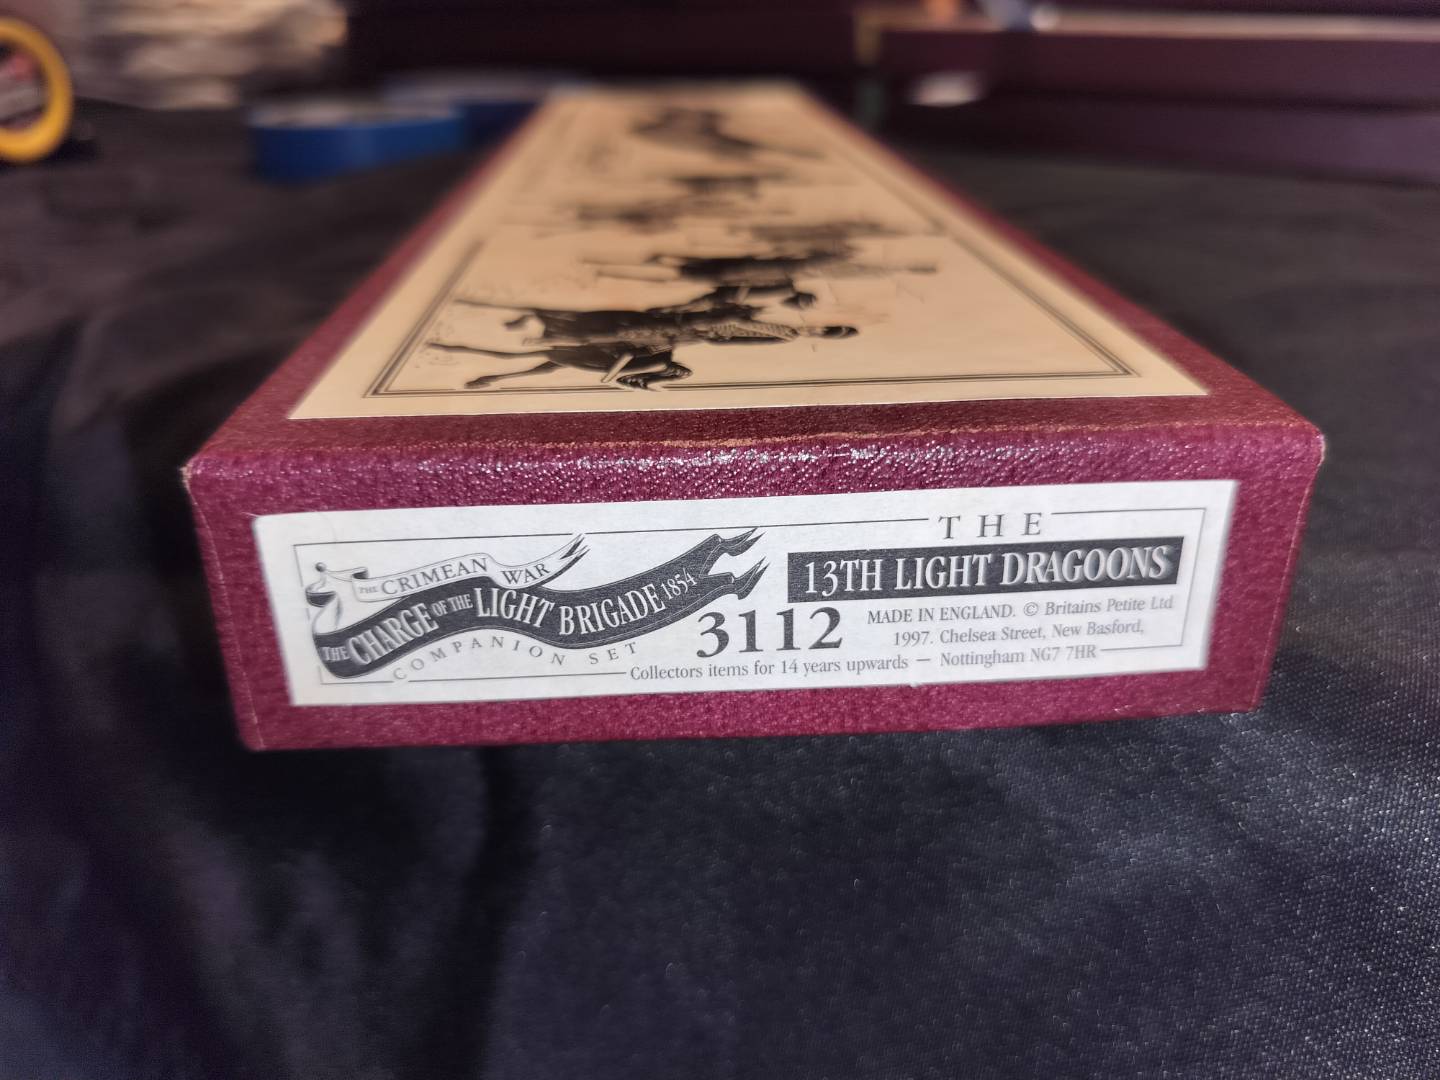 THE CRIMEAN WAR
THE CHARGE OF THE LIGHT BRIGADE 1854
COMPANION SET
THE
13TH LIGHT DRAGOONS
3112
MADE IN ENGLAND. © Britains Petite Ltd
1997. Chelsea Street, New Basford,
Collectors items for 14 years upwards — Nottingham NG7 7HR